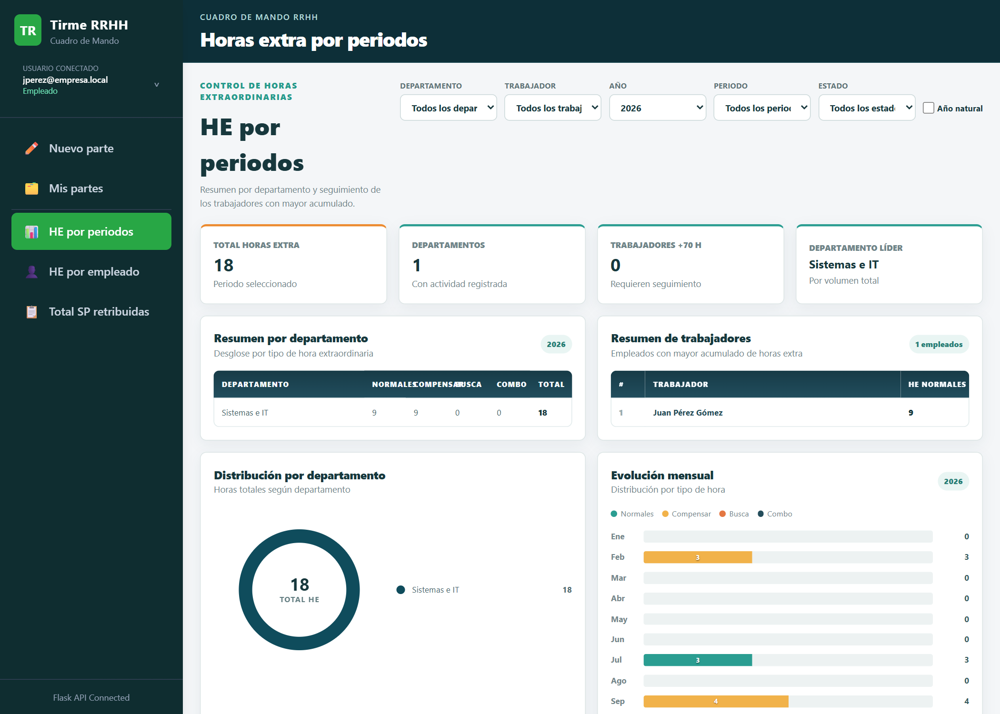 TR
Tirme RRHH
Cuadro de Mando
USUARIO CONECTADO
jperez@empresa.local
Empleado
Nuevo parte
Mis partes
HE por periodos
HE por empleado
Total SP retribuidas
Flask API Connected
CUADRO DE MANDO RRHH
Horas extra por periodos
CONTROL DE HORAS
EXTRAORDINARIAS
HE por
periodos
Resumen por departamento y seguimiento de
los trabajadores con mayor acumulado.
DEPARTAMENTO TRABAJADOR AÑO PERIODO ESTADO
Todos los depar Todos los trabaj 2026 Todos los perio Todos los estad Año natural
TOTAL HORAS EXTRA
18
Periodo seleccionado
DEPARTAMENTOS
1
Con actividad registrada
TRABAJADORES +70 H
0
Requieren seguimiento
DEPARTAMENTO LÍDER
Sistemas e IT
Por volumen total
Resumen por departamento
Desglose por tipo de hora extraordinaria
2026
DEPARTAMENTO NORMALES COMPENSAR BUSCA COMBO TOTAL
Sistemas e IT 9 9 0 0 18
Resumen de trabajadores
Empleados con mayor acumulado de horas extra
1 empleados
# TRABAJADOR HE NORMALES
1 Juan Pérez Gómez 9
Distribución por departamento
Horas totales según departamento
18
TOTAL HE
Sistemas e IT 18
Evolución mensual
Distribución por tipo de hora
2026
Normales Compensar Busca Combo
Ene 0
Feb 3 3
Mar 0
Abr 0
May 0
Jun 0
Jul 3 3
Ago 0
Sep 4 4